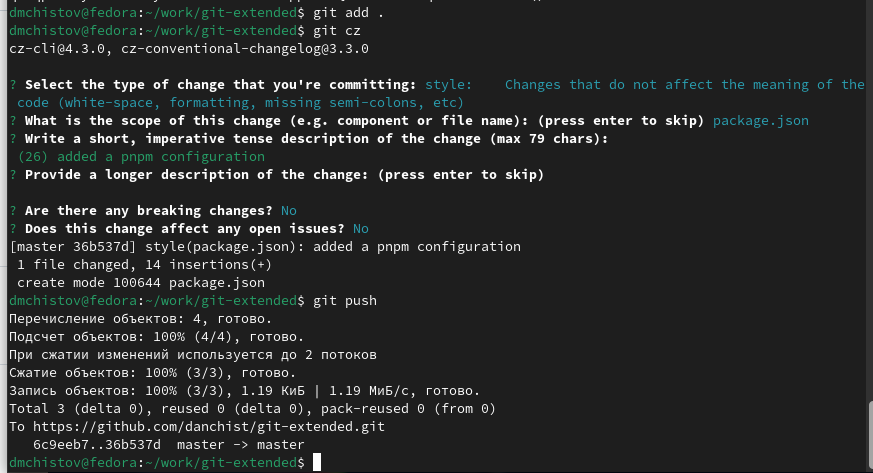 dmchistov@fedora:~/work/git-extended$ git add .
dmchistov@fedora:~/work/git-extended$ git cz
cz-cli@4.3.0, cz-conventional-changelog@3.3.0
? Select the type of change that you're committing: style:    Changes that do not affect the meaning of the
code (white-space, formatting, missing semi-colons, etc)
? What is the scope of this change (e.g. component or file name): (press enter to skip) package.json
? Write a short, imperative tense description of the change (max 79 chars):
(26) added a pnpm configuration
? Provide a longer description of the change: (press enter to skip)
? Are there any breaking changes? No
? Does this change affect any open issues? No
[master 36b537d] style(package.json): added a pnpm configuration
1 file changed, 14 insertions(+)
create mode 100644 package.json
dmchistov@fedora:~/work/git-extended$ git push
Перечисление объектов: 4, готово.
Подсчет объектов: 100% (4/4), готово.
При сжатии изменений используется до 2 потоков
Сжатие объектов: 100% (3/3), готово.
Запись объектов: 100% (3/3), 1.19 КиБ | 1.19 МиБ/с, готово.
Total 3 (delta 0), reused 0 (delta 0), pack-reused 0 (from 0)
To https://github.com/danchist/git-extended.git
6c9eeb7..36b537d  master -> master
dmchistov@fedora:~/work/git-extended$